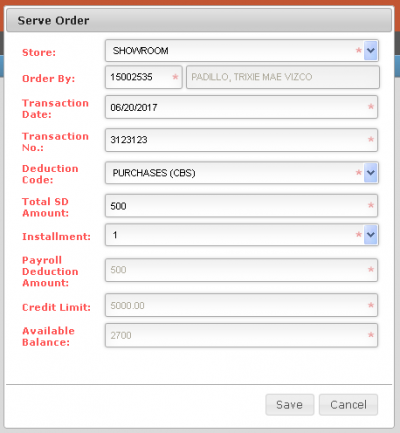 Serve Order
Store: SHOWROOM *
Order By: 15002535 * PADILLO, TRIXIE MAE VIZCO
Transaction
Date: 06/20/2017 *
Transaction
No.: 3123123 *
Deduction
Code: PURCHASES (CBS) *
Total SD
Amount: 500 *
Installment: 1 *
Payroll
Deduction
Amount: 500 *
Credit Limit: 5000.00 *
Available
Balance: 2700 *
Save Cancel